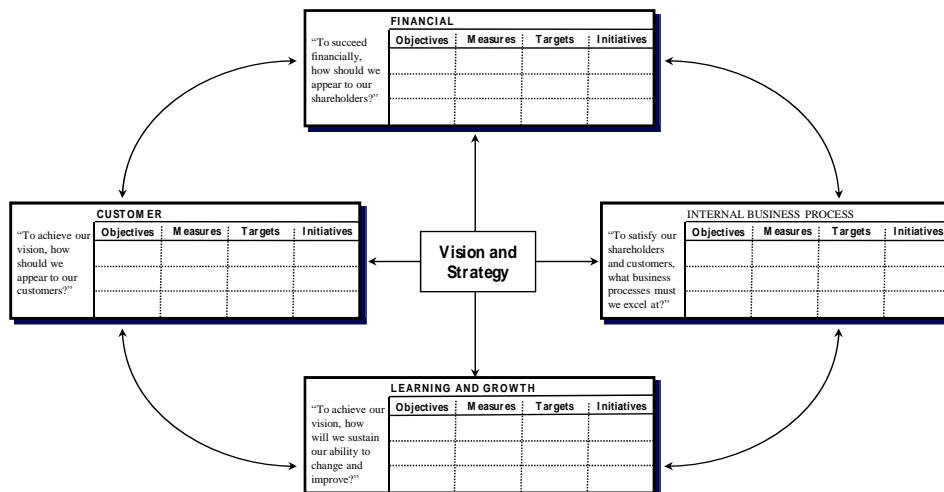 FINANCIAL
Objectives Measures Targets Initiatives
“To succeed
financially,
how should we
appear to our
shareholders?”
CUSTOMER
Objectives Measures Targets Initiatives
“To achieve our
vision, how
should we
appear to our
customers?”
Vision and
Strategy
INTERNAL BUSINESS PROCESS
Objectives Measures Targets Initiatives
“To satisfy our
shareholders
and customers,
what business
processes must
we excel at?”
LEARNING AND GROWTH
Objectives Measures Targets Initiatives
“To achieve our
vision, how
will we sustain
our ability to
change and
improve?”